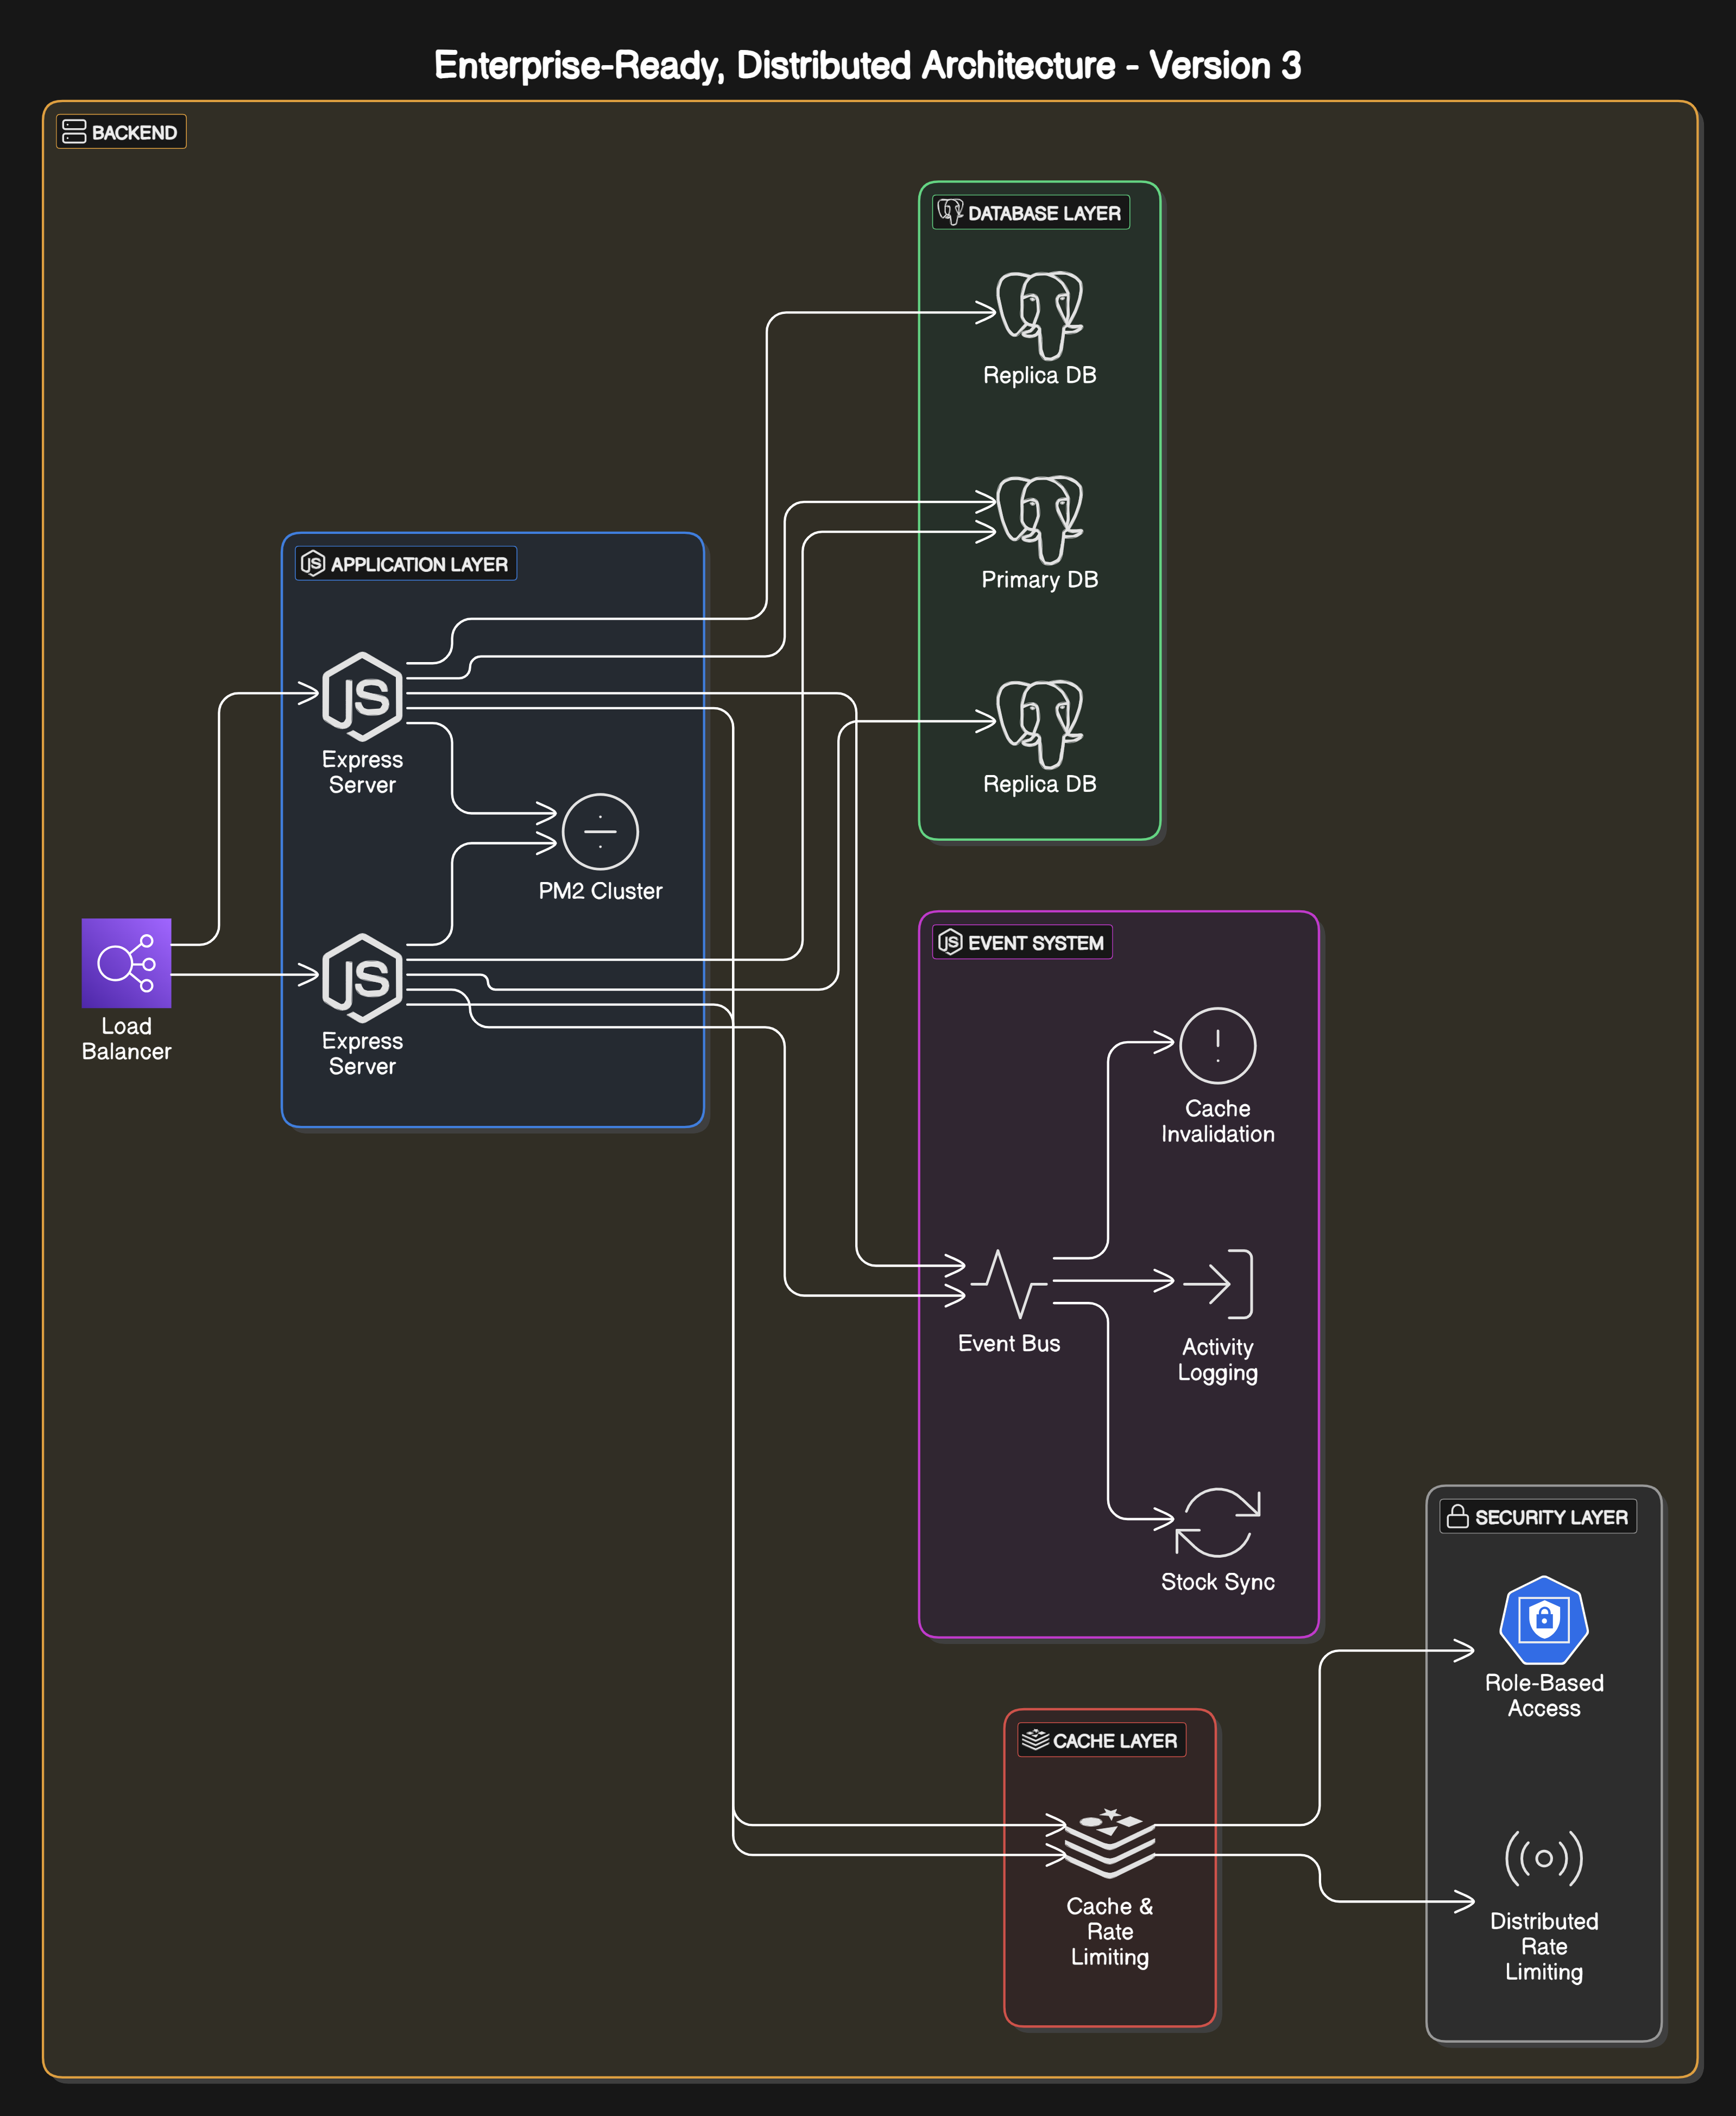 Enterprise-Ready, Distributed Architecture - Version 3
BACKEND
DATABASE LAYER
Replica DB
Primary DB
Replica DB
APPLICATION LAYER
JS
Express
Server
PM2 Cluster
JS
Express
Server
Load
Balancer
EVENT SYSTEM
Cache
Invalidation
Event Bus
Activity
Logging
Stock Sync
SECURITY LAYER
Role-Based
Access
Distributed
Rate
Limiting
CACHE LAYER
Cache &
Rate
Limiting